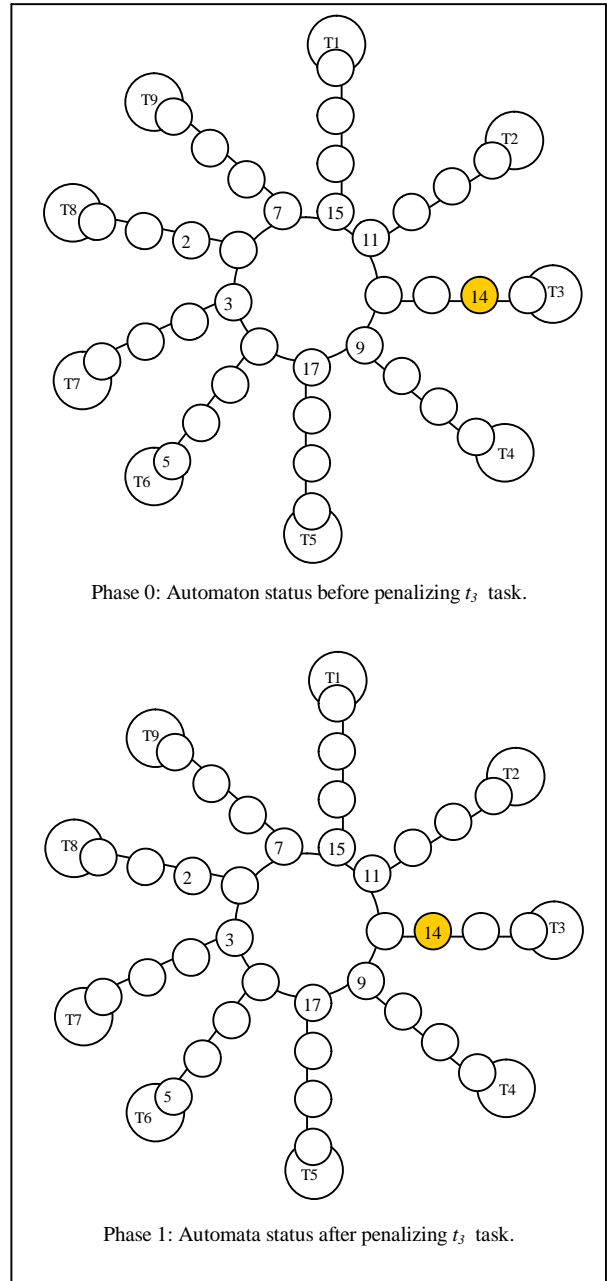 T1
T9
T2
T8
7
15
11
2
T3
14
3
9
17
T7
5
T6
T4
T5
Phase 0: Automaton status before penalizing t3 task.
T1
T9
T2
T8
7
15
11
2
T3
14
3
9
17
T7
5
T6
T4
T5
Phase 1: Automata status after penalizing t3 task.